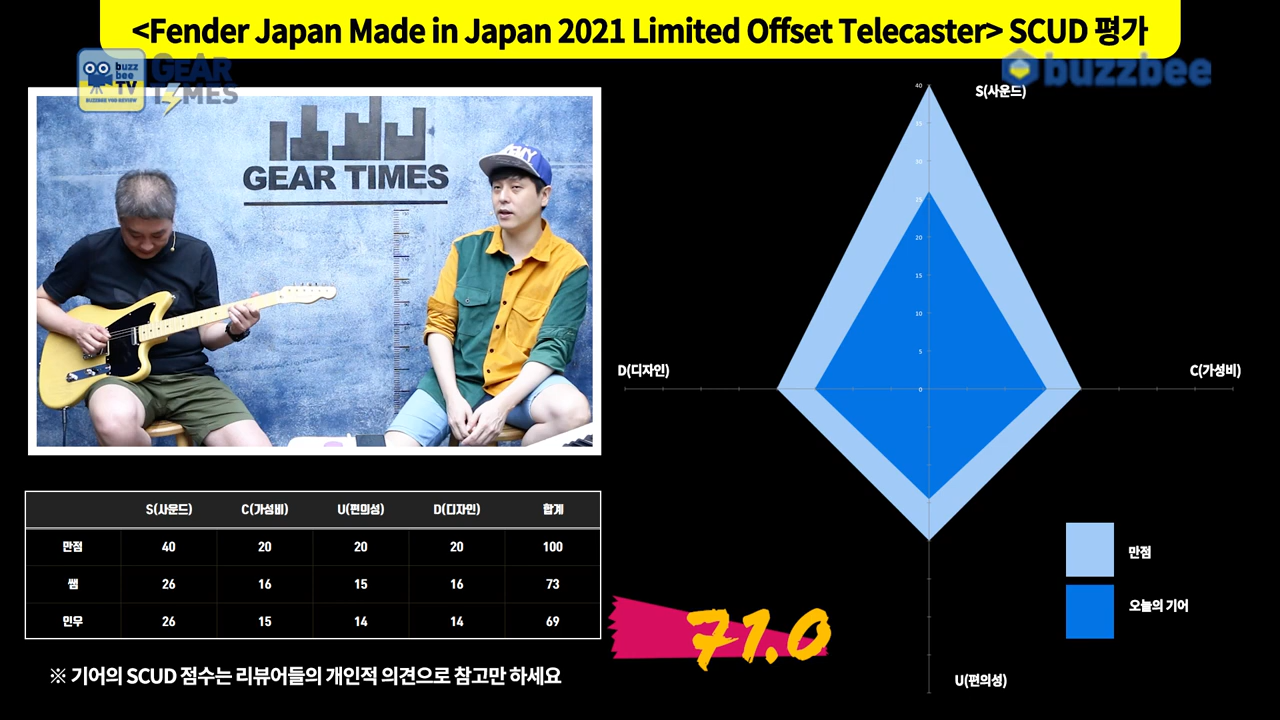 <Fender Japan Made in Japan 2021 Limited Offset Telecaster> SCUD 평가
buzz
bee
TV
BUZZBEE VOD REVIEW
GEAR
TIMES
buzzbee
GEAR TIMES
S(사운드)
40
35
30
25
20
15
10
5
0
D(디자인)
C(가성비)
U(편의성)
만점
오늘의 기어
S(사운드) C(가성비) U(편의성) D(디자인) 합계
만점 40 20 20 20 100
쌤 26 16 15 16 73
민우 26 15 14 14 69
71.0
※ 기어의 SCUD 점수는 리뷰어들의 개인적 의견으로 참고만 하세요